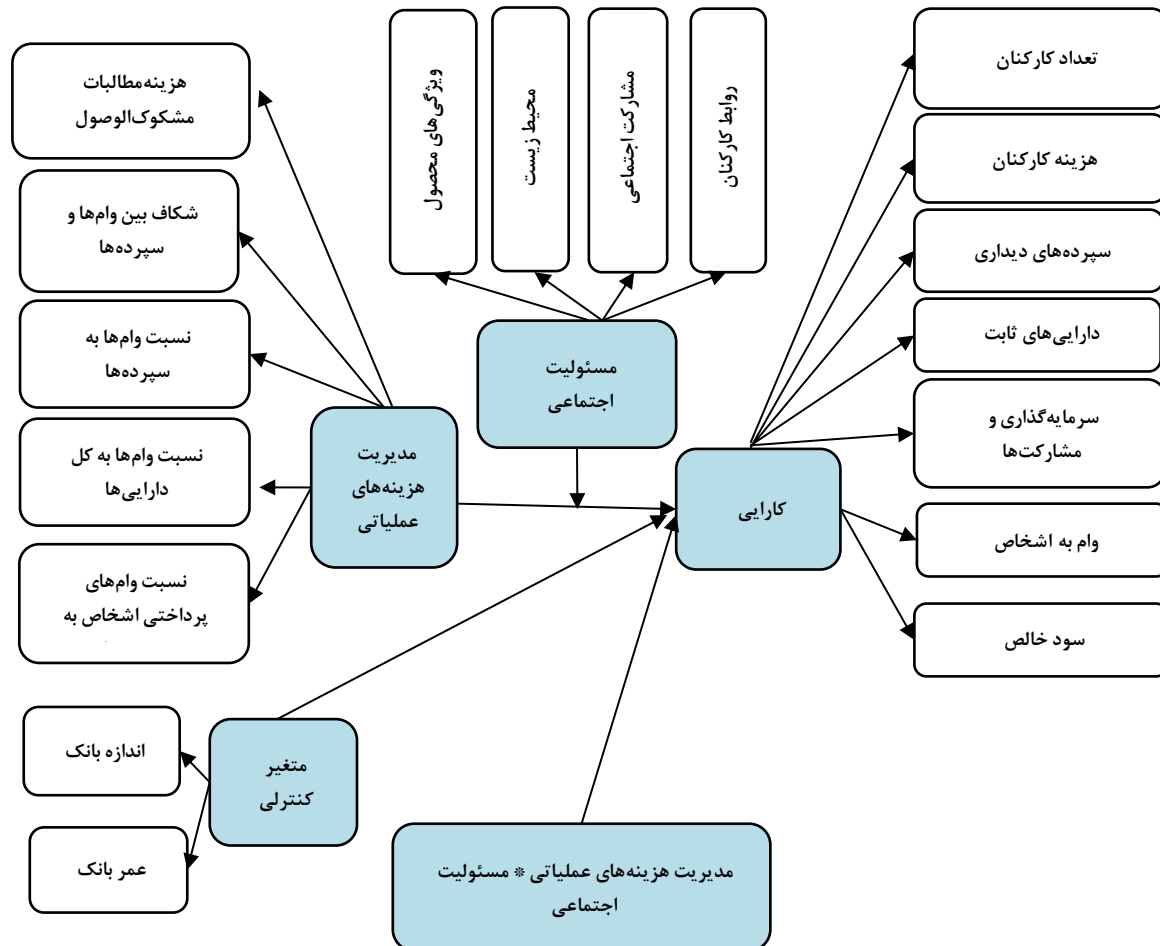 هزینه‌مطالبات
مشکوک‌الوصول
شکاف بین وام‌ها و
سپرده‌ها
نسبت وام‌ها به
سپرده‌ها
نسبت وام‌ها به کل
دارایی‌ها
نسبت وام‌های
پرداختی اشخاص به
ویژگی‌های محصول
محیط زیست
مشارکت اجتماعی
روابط کارکنان
مسئولیت
اجتماعی
مدیریت
هزینه‌های
عملیاتی
کارایی
تعداد کارکنان
هزینه کارکنان
سپرده‌های دیداری
دارایی‌های ثابت
سرمایه‌گذاری و
مشارکت‌ها
وام به اشخاص
سود خالص
متغیر
کنترلی
اندازه بانک
عمر بانک
مدیریت هزینه‌های عملیاتی * مسئولیت
اجتماعی